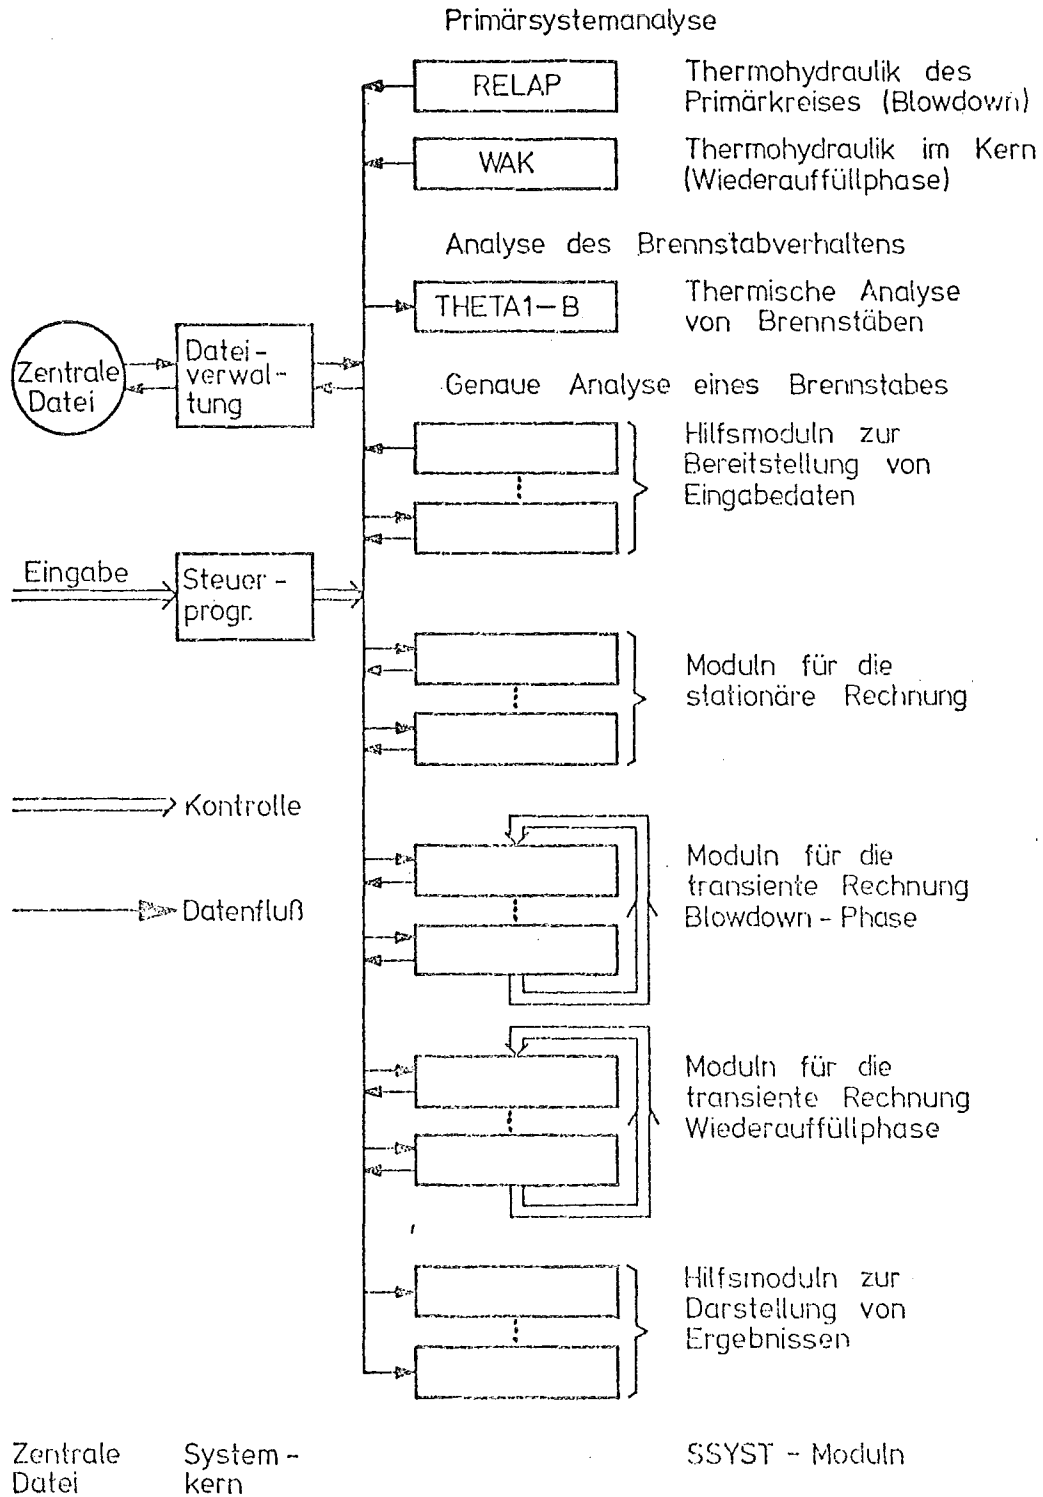 Primärsystemanalyse
RELAP
Thermohydraulik des
Primärkreises (Blowdown)
WAK
Thermohydraulik im Kern
(Wiederauffüllphase)
Analyse des Brennstabverhaltens
THETA1-B
Thermische Analyse
von Brennstäben
Zentrale
Datei
Datei-
verwal-
tung
Genaue Analyse eines Brennstabes
Hilfsmoduln zur
Bereitstellung von
Eingabedaten
Eingabe
Steuer-
progr.
Moduln für die
stationäre Rechnung
Kontrolle
Datenfluß
Moduln für die
transiente Rechnung
Blowdown-Phase
Moduln für die
transiente Rechnung
Wiederauffüllphase
Hilfsmoduln zur
Darstellung von
Ergebnissen
Zentrale
Datei
System-
kern
SSYST - Moduln